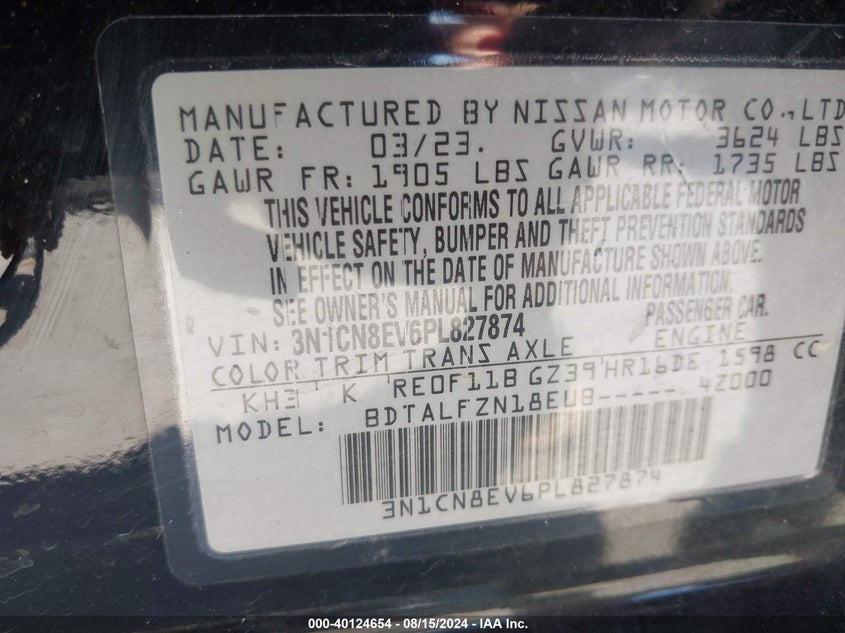 MANUFACTURED BY NISSAN MOTOR CO.,LTD
DATE: 03/23. GVWR: 3624 LBS
GAWR FR: 1905 LBS GAWR RR: 1735 LBS
THIS VEHICLE CONFORMS TO ALL APPLICABLE FEDERAL MOTOR
VEHICLE SAFETY, BUMPER AND THEFT PREVENTION STANDARDS
IN EFFECT ON THE DATE OF MANUFACTURE SHOWN ABOVE.
SEE OWNER'S MANUAL FOR ADDITIONAL INFORMATION.
VIN: 3N1CN8EV6PL827874 PASSENGER CAR.
COLOR TRIM TRANS AXLE ENGINE
KH3 K RE0F11B GZ39 HR16DE 1598 CC
MODEL: BDTALFZN18EUB----- 4Z000
3N1CN8EV6PL827874
000-40124654 - 08/15/2024 - © IAA Inc.